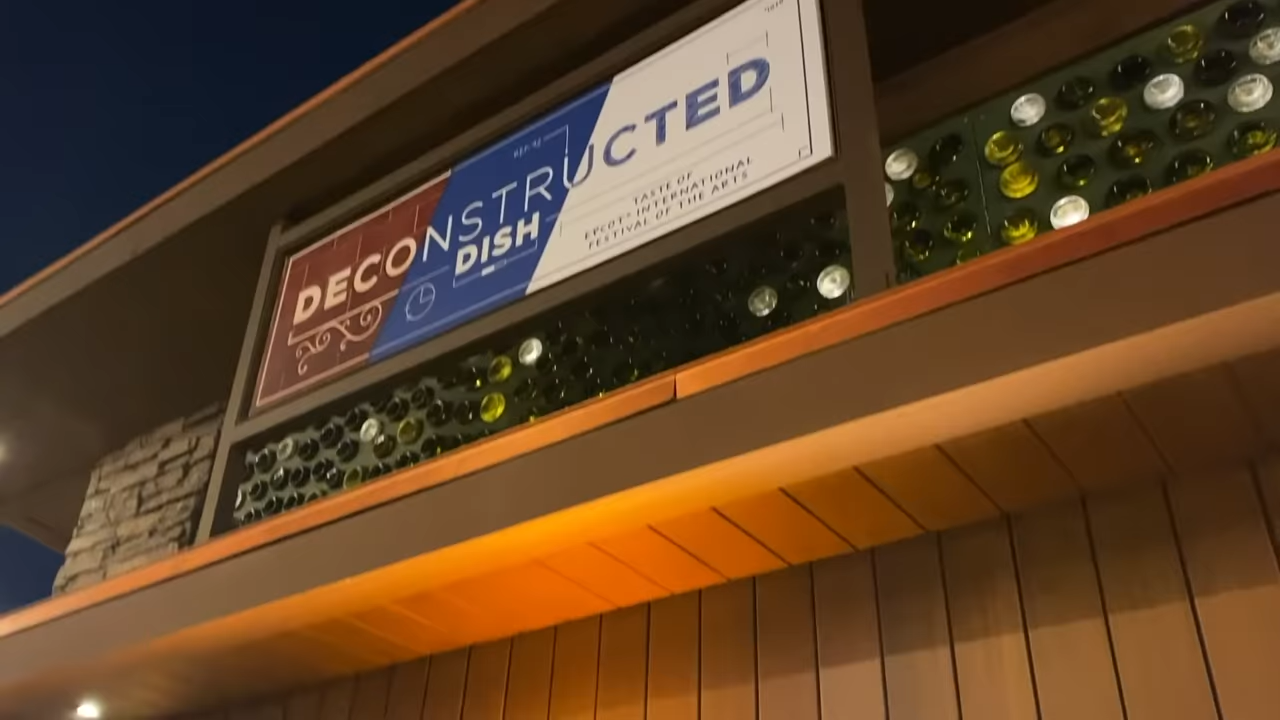 DECONSTRUCTED
DISH
TASTE OF
EPCOT® INTERNATIONAL
FESTIVAL OF THE ARTS